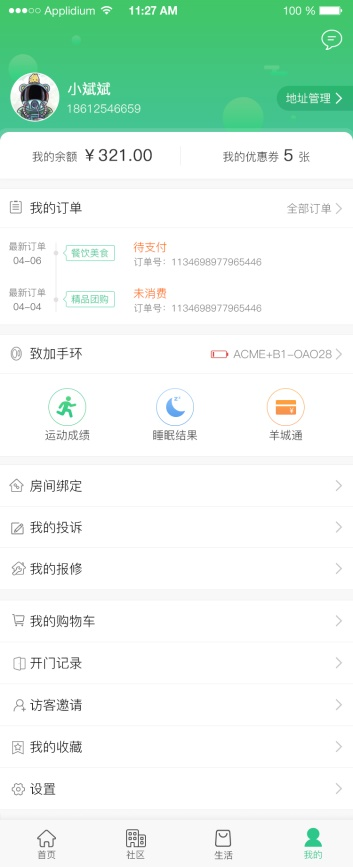 Applidium 11:27 AM 100 %
小斌斌
18612546659
地址管理
我的余额 ￥321.00 我的优惠券 5 张
我的订单 全部订单
最新订单 餐饮美食 待支付
04-06 订单号：1134698977965446
最新订单 精品团购 未消费
04-04 订单号：1134698977965446
致加手环 ACME+B1-OAO28
运动成绩 睡眠结果 羊城通
房间绑定
我的投诉
我的报修
我的购物车
开门记录
访客邀请
我的收藏
设置
首页 社区 生活 我的